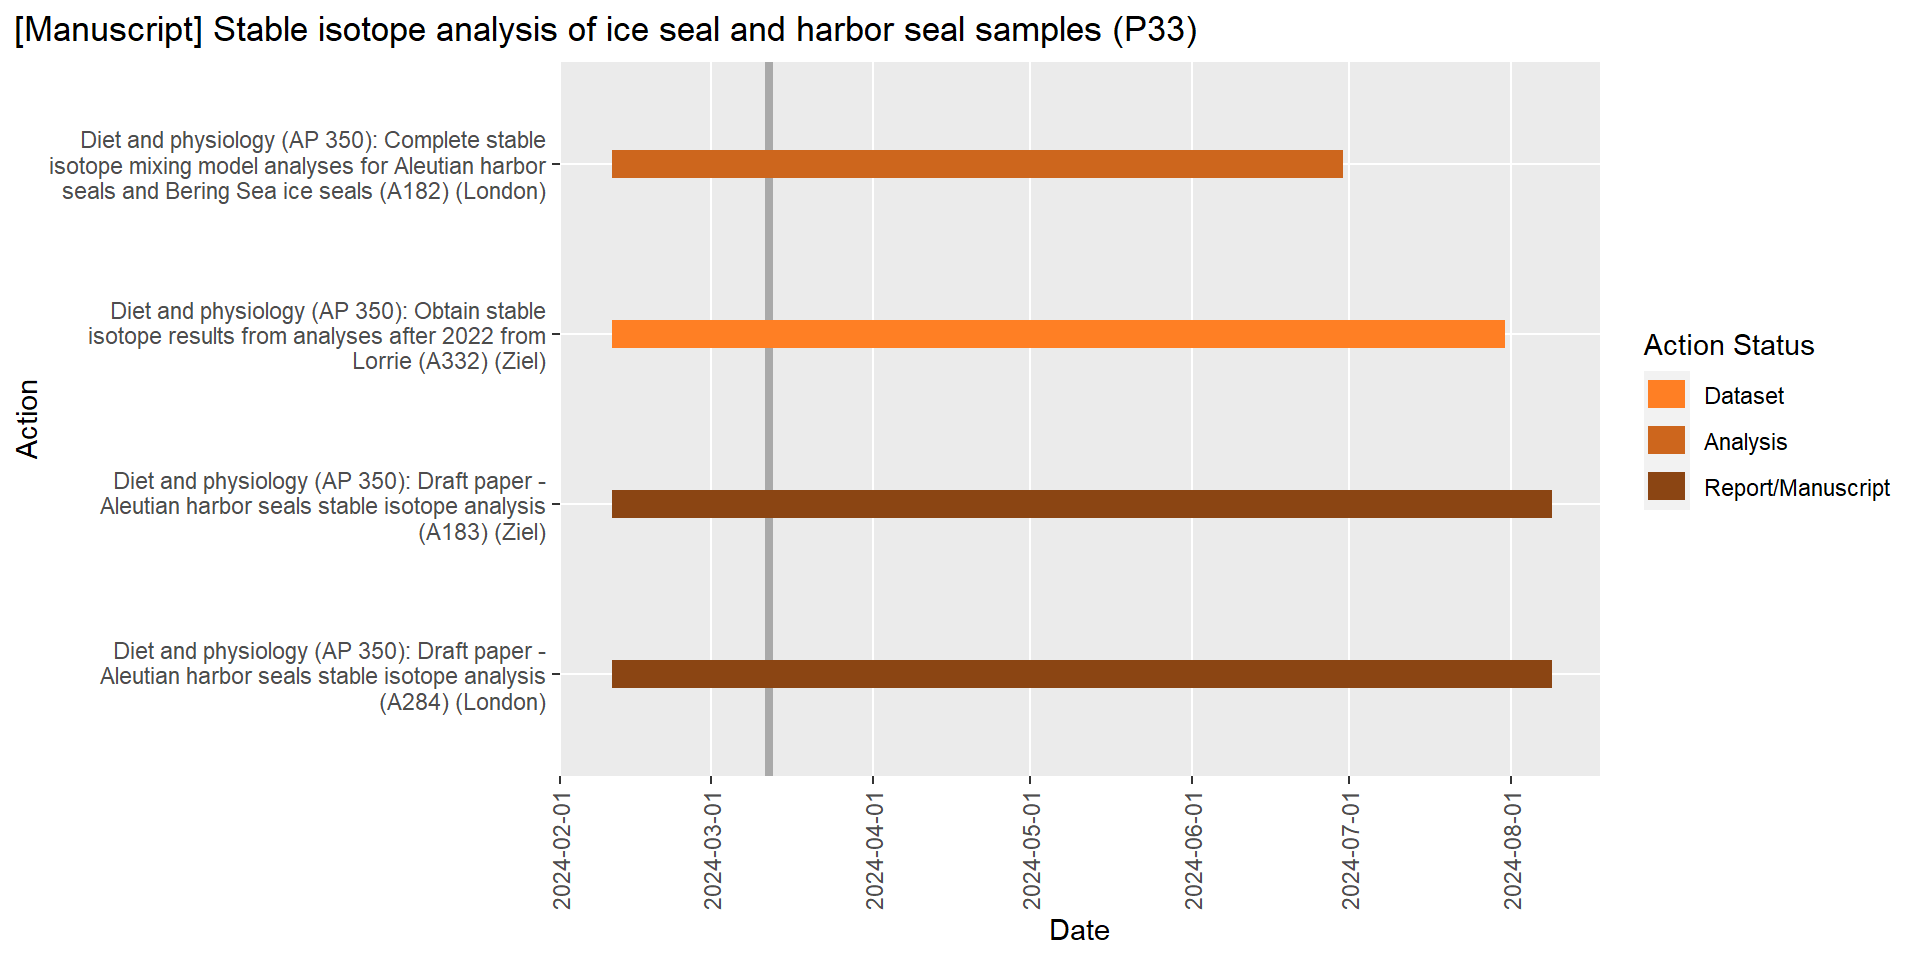 [Manuscript] Stable isotope analysis of ice seal and harbor seal samples (P33)
Diet and physiology (AP 350): Complete stable
isotope mixing model analyses for Aleutian harbor
seals and Bering Sea ice seals (A182) (London)
Diet and physiology (AP 350): Obtain stable
isotope results from analyses after 2022 from
Lorrie (A332) (Ziel)
Diet and physiology (AP 350): Draft paper -
Aleutian harbor seals stable isotope analysis
(A183) (Ziel)
Diet and physiology (AP 350): Draft paper -
Aleutian harbor seals stable isotope analysis
(A284) (London)
Action
2024-02-01
2024-03-01
2024-04-01
2024-05-01
2024-06-01
2024-07-01
2024-08-01
Date
Action Status
Dataset
Analysis
Report/Manuscript